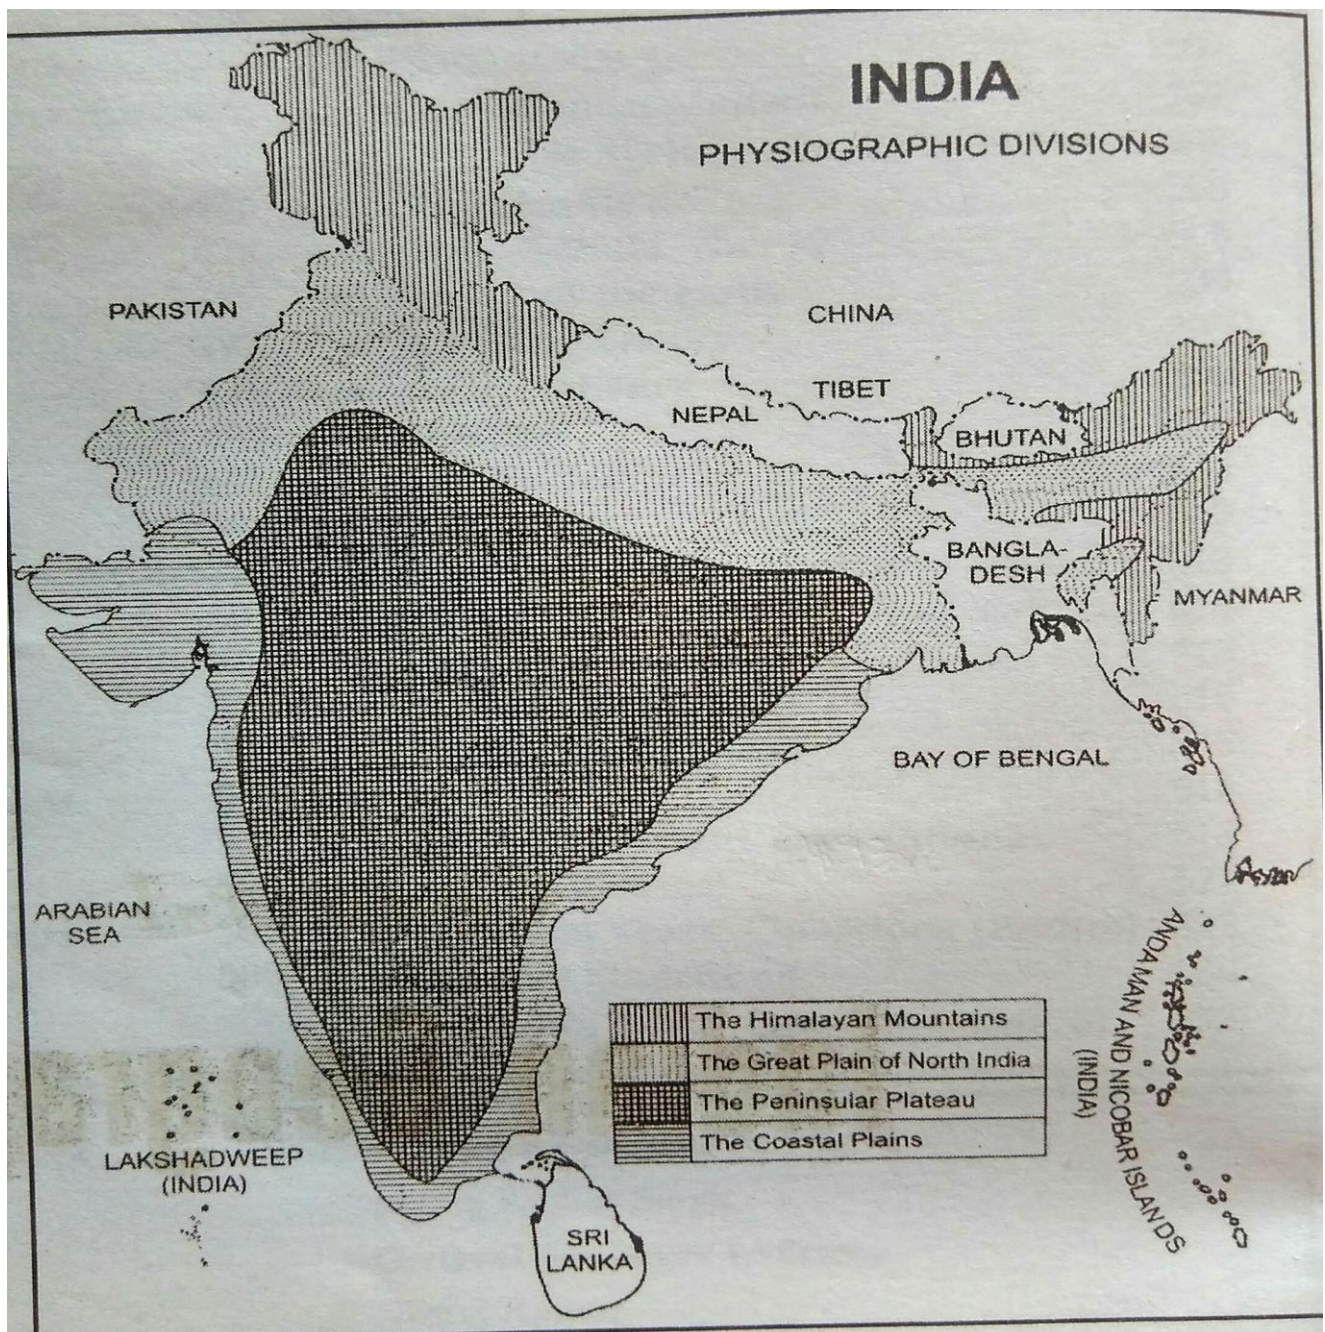 INDIA
PHYSIOGRAPHIC DIVISIONS
PAKISTAN
CHINA
TIBET
NEPAL
BHUTAN
BANGLA-
DESH
MYANMAR
BAY OF BENGAL
ARABIAN
SEA
ANDAMAN AND NICOBAR ISLANDS
(INDIA)
The Himalayan Mountains
The Great Plain of North India
The Peninsular Plateau
The Coastal Plains
LAKSHADWEEP
(INDIA)
SRI
LANKA